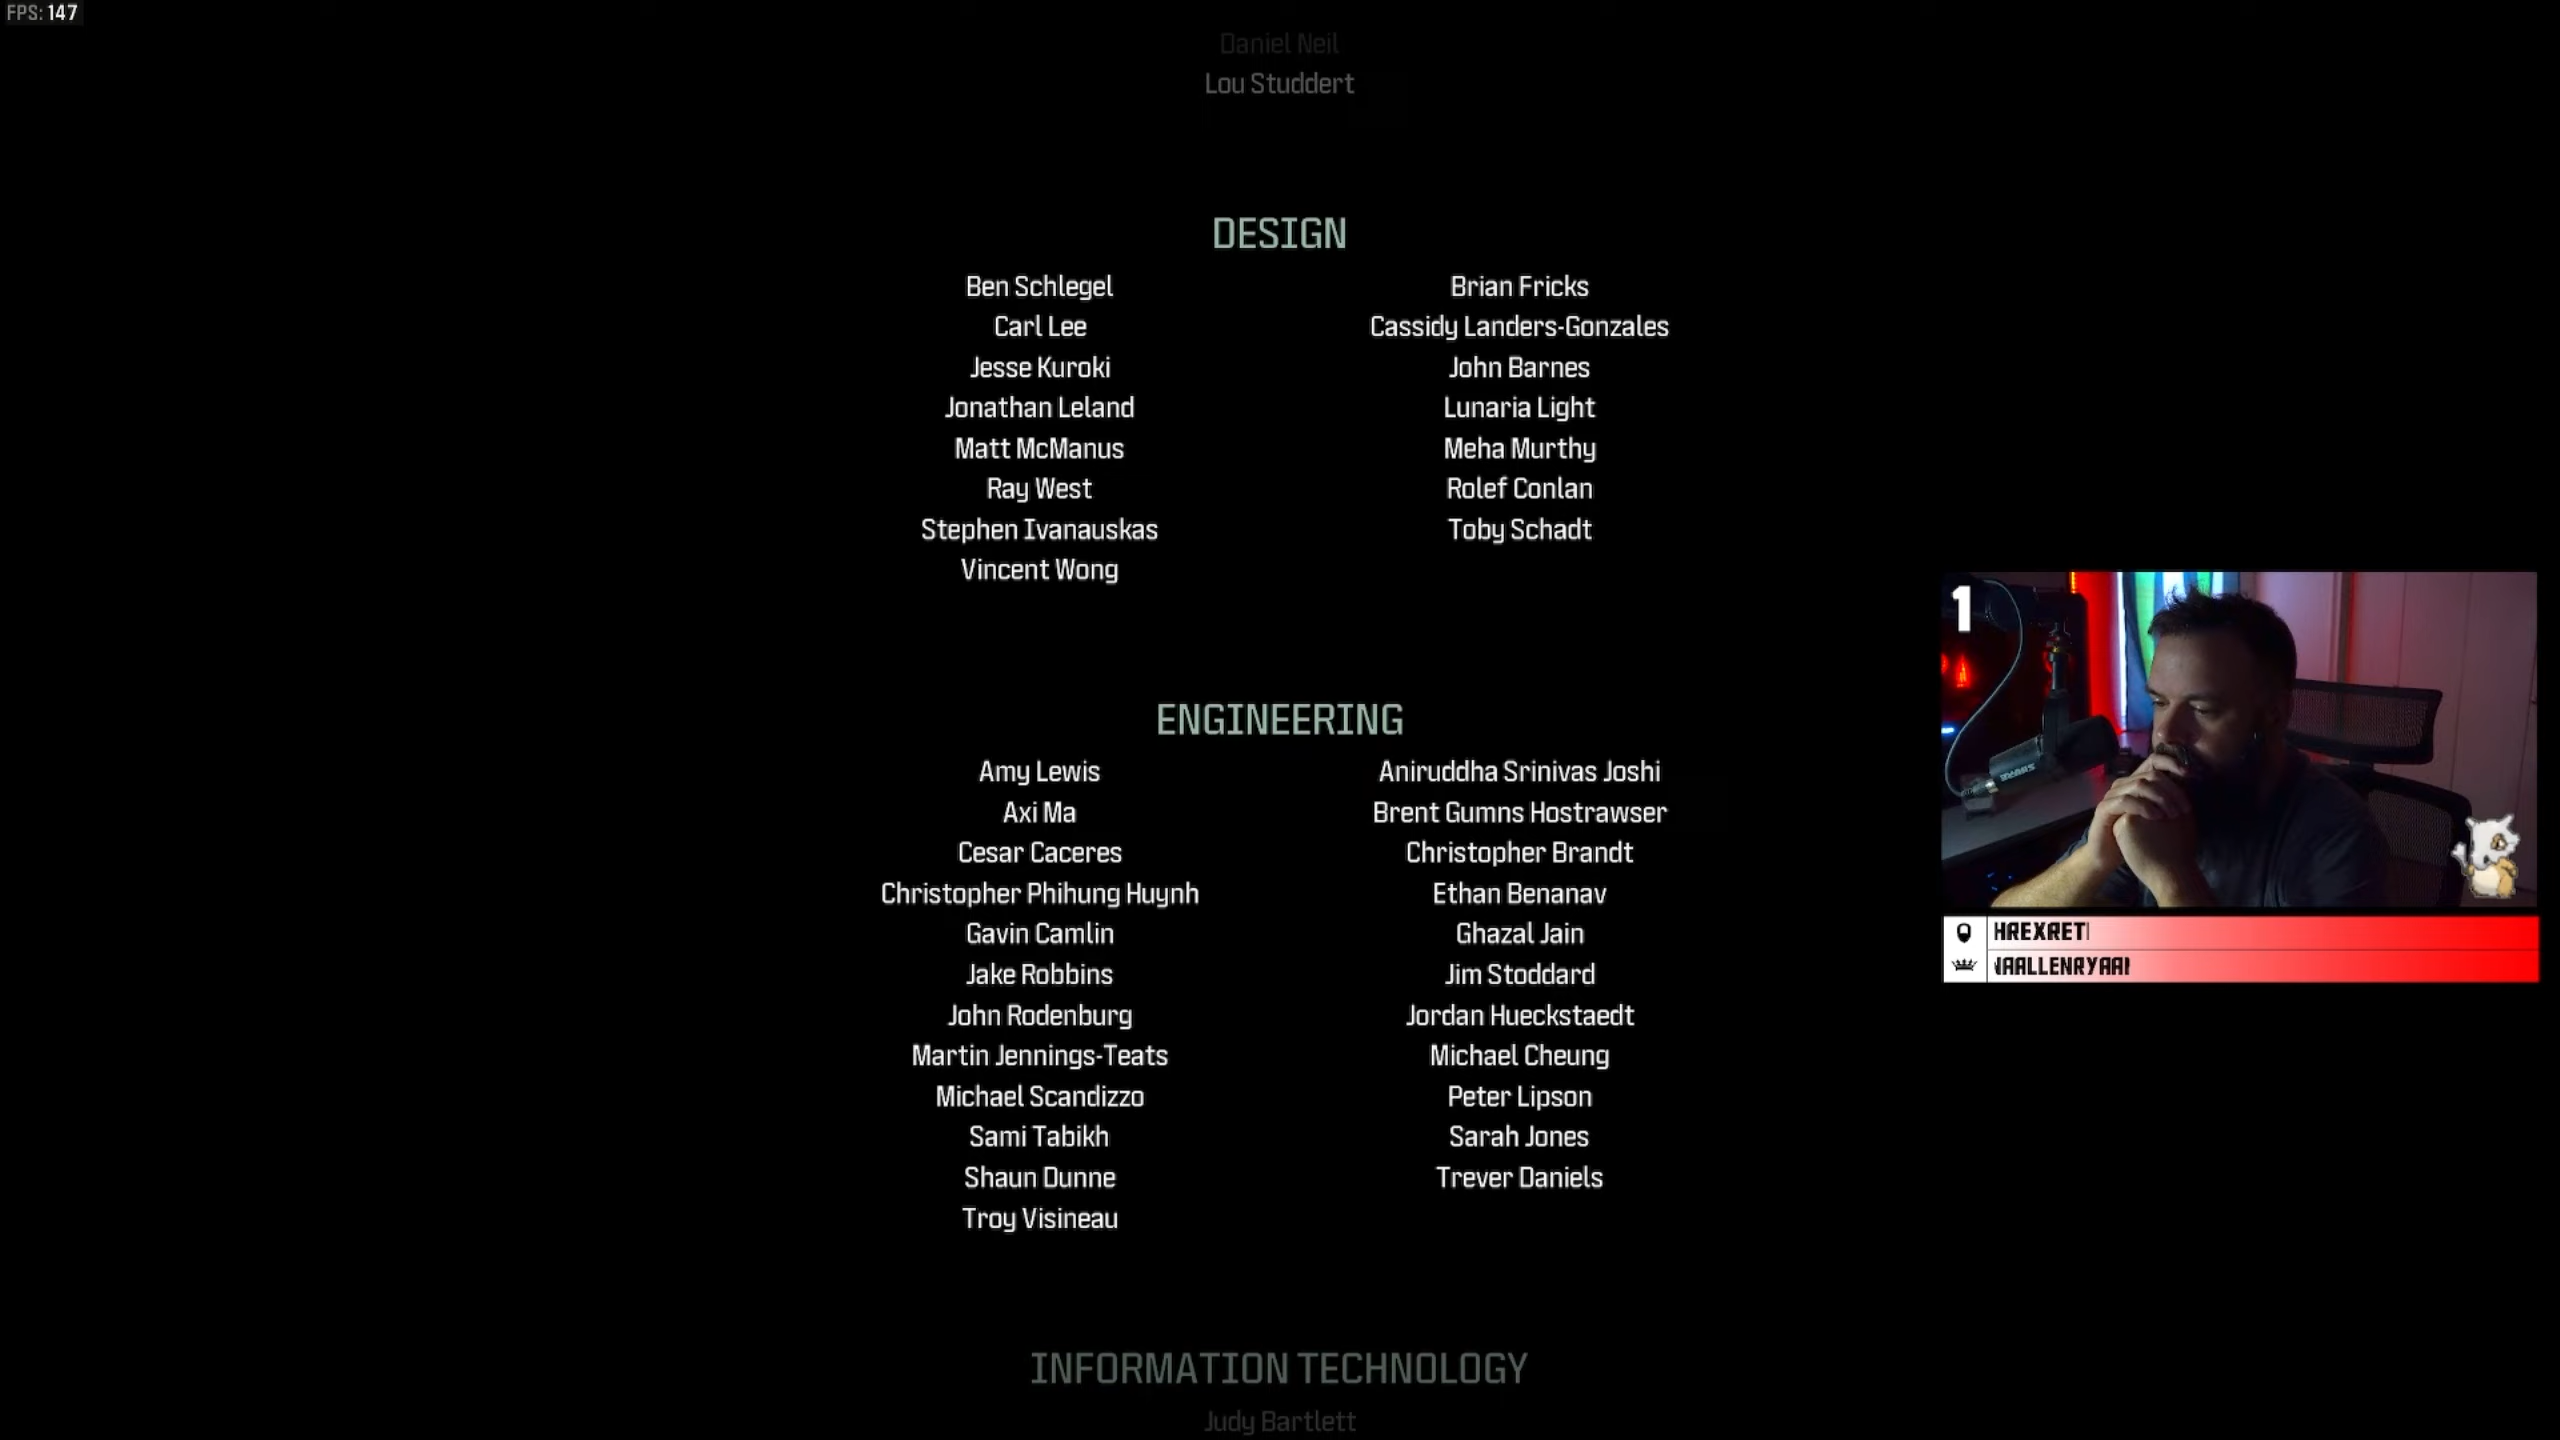 FPS: 147
Daniel Neil
Lou Studdert
DESIGN
Ben Schlegel
Brian Fricks
Carl Lee
Cassidy Landers-Gonzales
Jesse Kuroki
John Barnes
Jonathan Leland
Lunaria Light
Matt McManus
Meha Murthy
Ray West
Rolef Conlan
Stephen Ivanauskas
Toby Schadt
Vincent Wong
ENGINEERING
Amy Lewis
Aniruddha Srinivas Joshi
Axi Ma
Brent Gumns Hostrawser
Cesar Caceres
Christopher Brandt
Christopher Phihung Huynh
Ethan Benanav
Gavin Camlin
Ghazal Jain
Jake Robbins
Jim Stoddard
John Rodenburg
Jordan Hueckstaedt
Martin Jennings-Teats
Michael Cheung
Michael Scandizzo
Peter Lipson
Sami Tabikh
Sarah Jones
Shaun Dunne
Trever Daniels
Troy Visineau
INFORMATION TECHNOLOGY
Judy Bartlett
1
SHURE
HREXRET